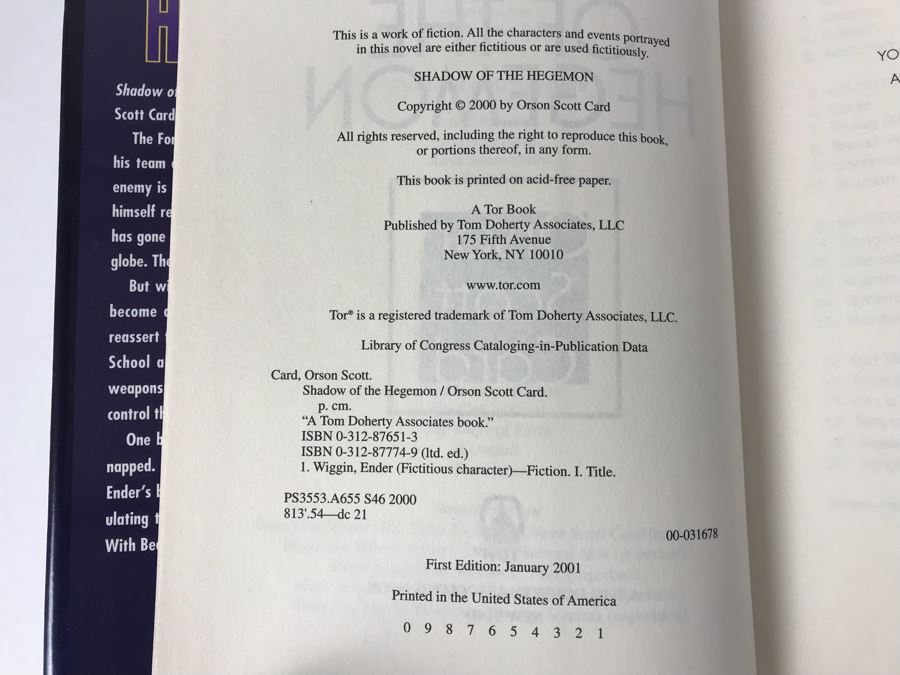 H
Shadow o
Scott Card
The For
his team
enemy is
himself re
has gone
globe. The
But wi
become
reassert
School a
weapons
control th
One b
napped.
Ender's
ulating t
With Bea
This is a work of fiction. All the characters and events portrayed
in this novel are either fictitious or are used fictitiously.
SHADOW OF THE HEGEMON
Copyright © 2000 by Orson Scott Card
All rights reserved, including the right to reproduce this book,
or portions thereof, in any form.
This book is printed on acid-free paper.
A Tor Book
Published by Tom Doherty Associates, LLC
175 Fifth Avenue
New York, NY 10010
www.tor.com
Tor® is a registered trademark of Tom Doherty Associates, LLC.
Library of Congress Cataloging-in-Publication Data
Card, Orson Scott.
Shadow of the Hegemon / Orson Scott Card.
p. cm.
“A Tom Doherty Associates book.”
ISBN 0-312-87651-3
ISBN 0-312-87774-9 (ltd. ed.)
1. Wiggin, Ender (Fictitious character)—Fiction. I. Title.
PS3553.A655 S46 2000
813'.54—dc 21
00-031678
First Edition: January 2001
Printed in the United States of America
0 9 8 7 6 5 4 3 2 1
YO
A